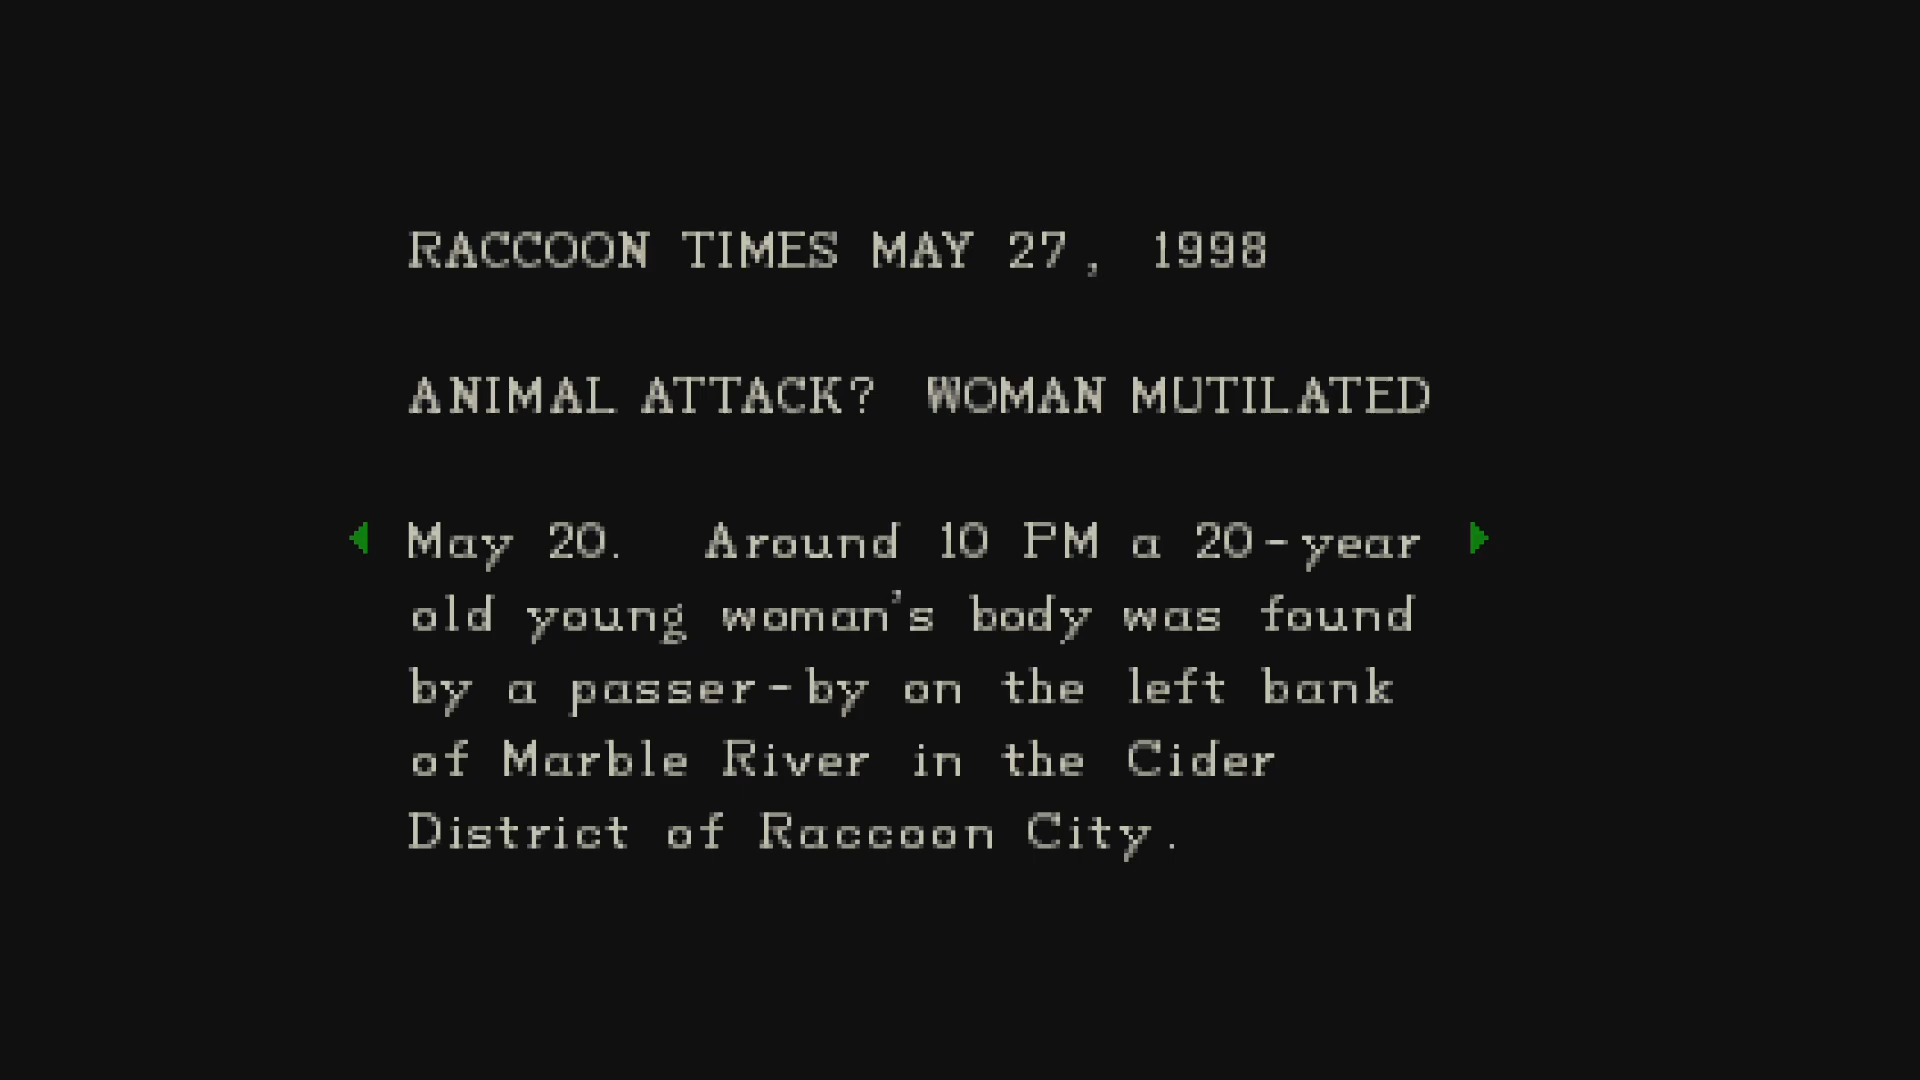 RACCOON TIMES MAY 27, 1998
ANIMAL ATTACK? WOMAN MUTILATED
May 20. Around 10 PM a 20-year
old young woman's body was found
by a passer-by on the left bank
of Marble River in the Cider
District of Raccoon City.